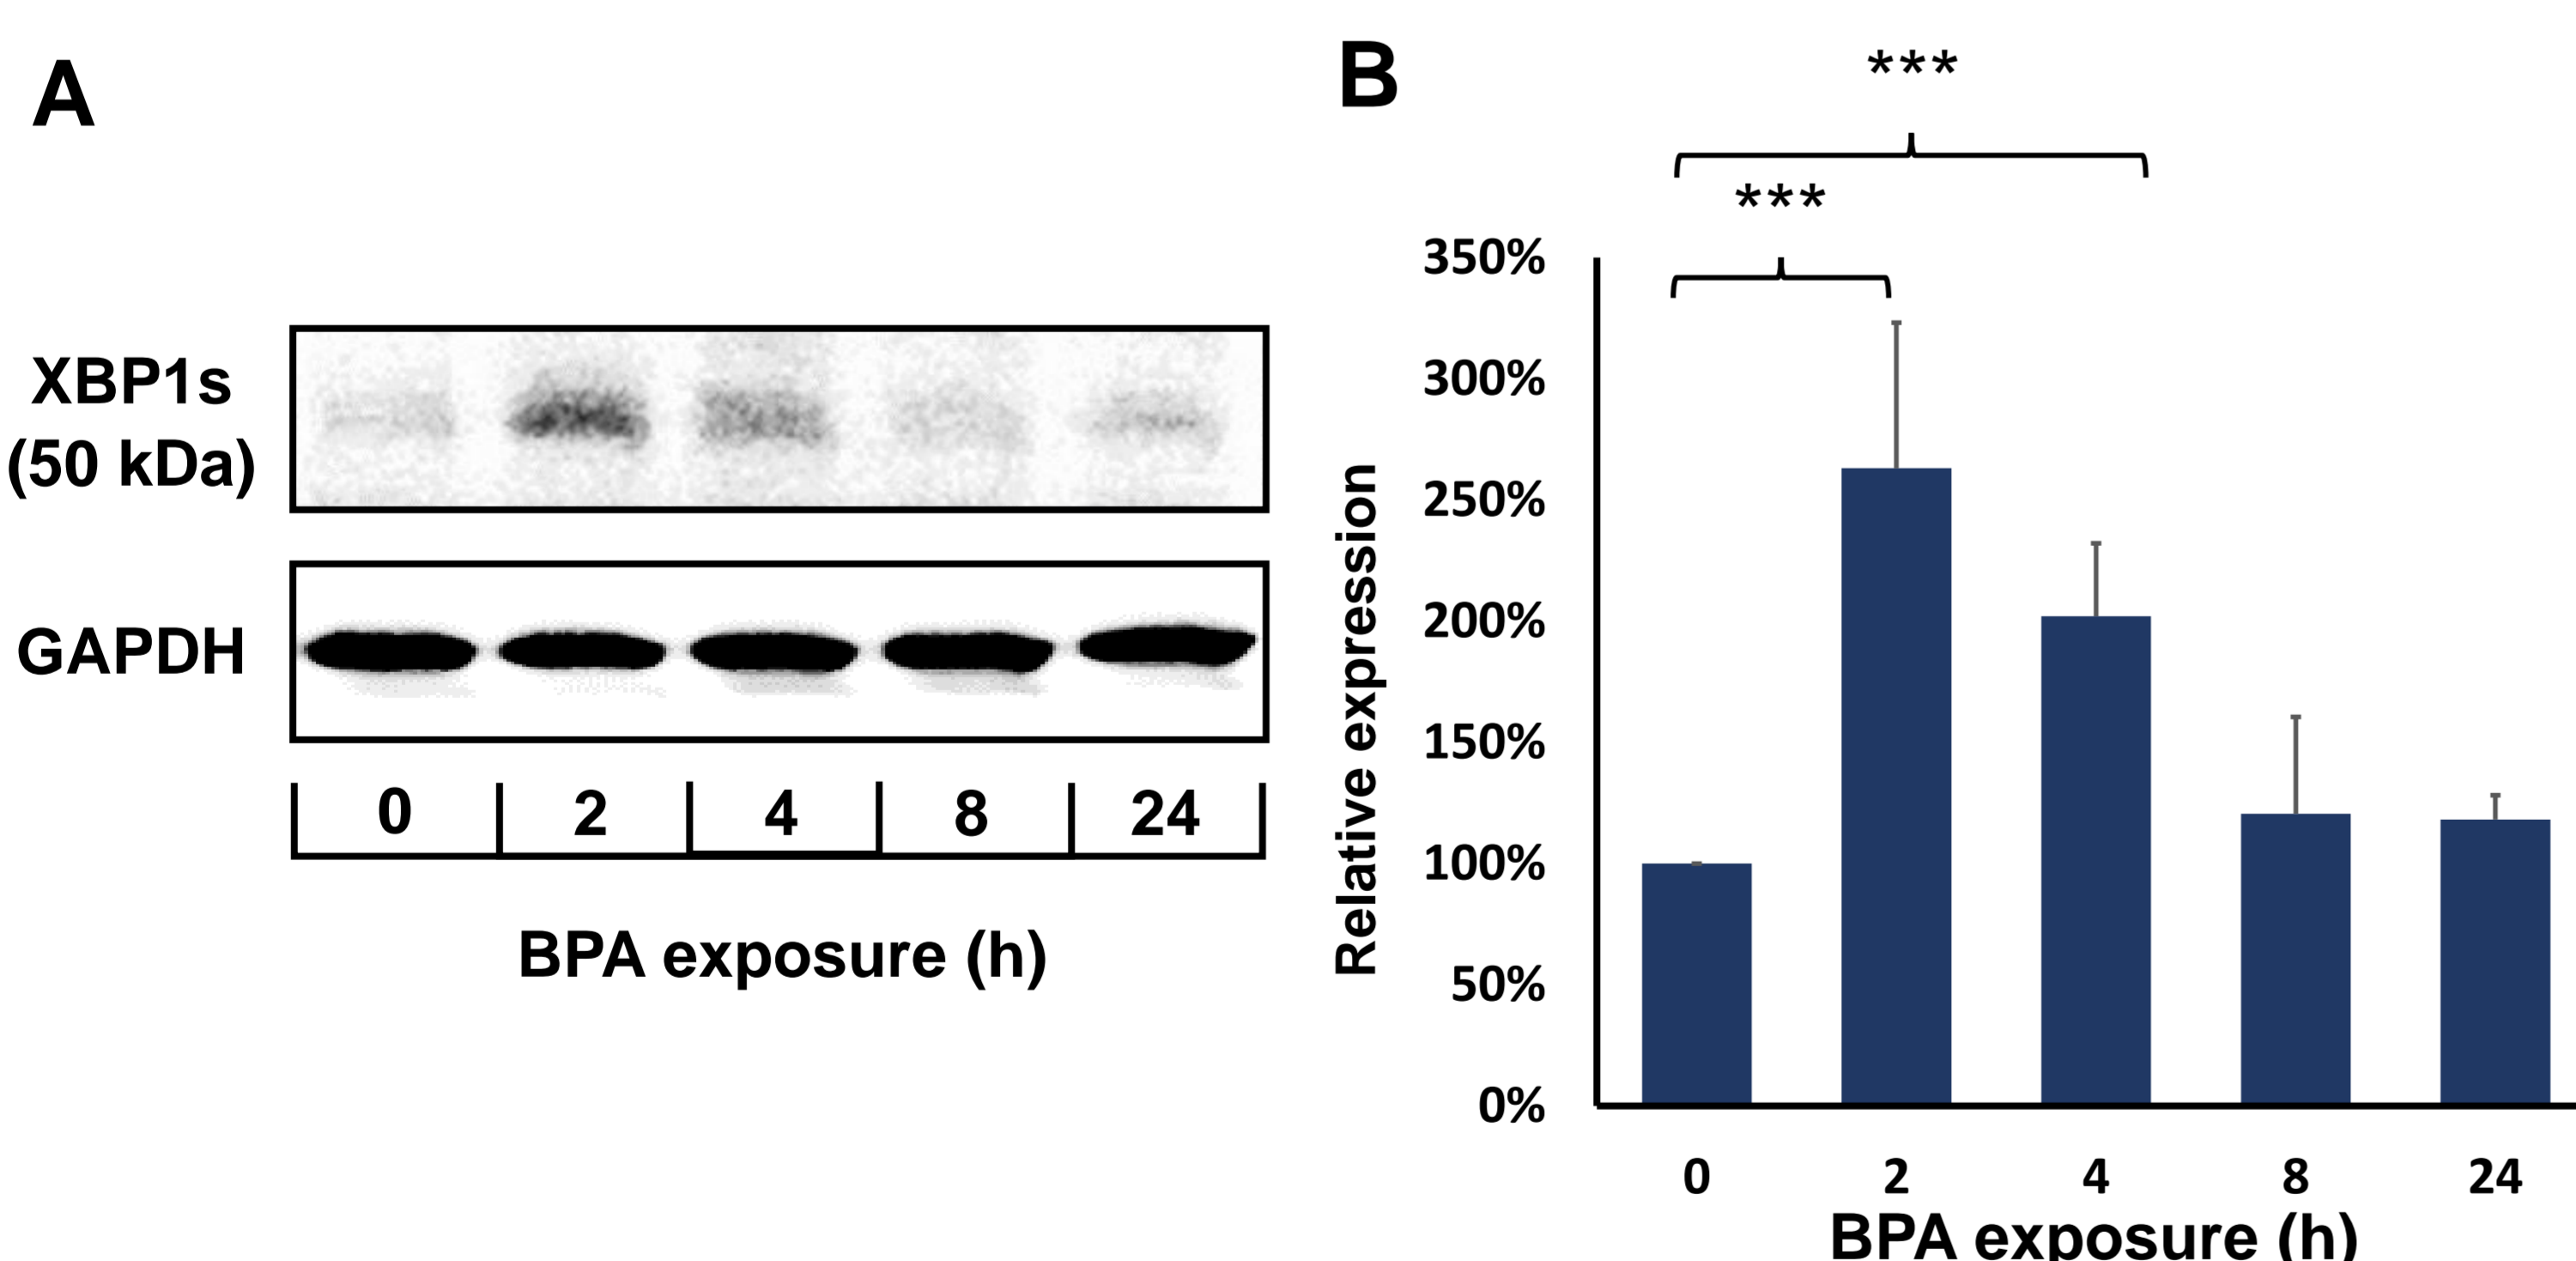 A
XBP1s
(50 kDa)
GAPDH
0 2 4 8 24
BPA exposure (h)
B
***
***
350%
300%
250%
200%
150%
100%
50%
0%
Relative expression
0 2 4 8 24
BPA exposure (h)